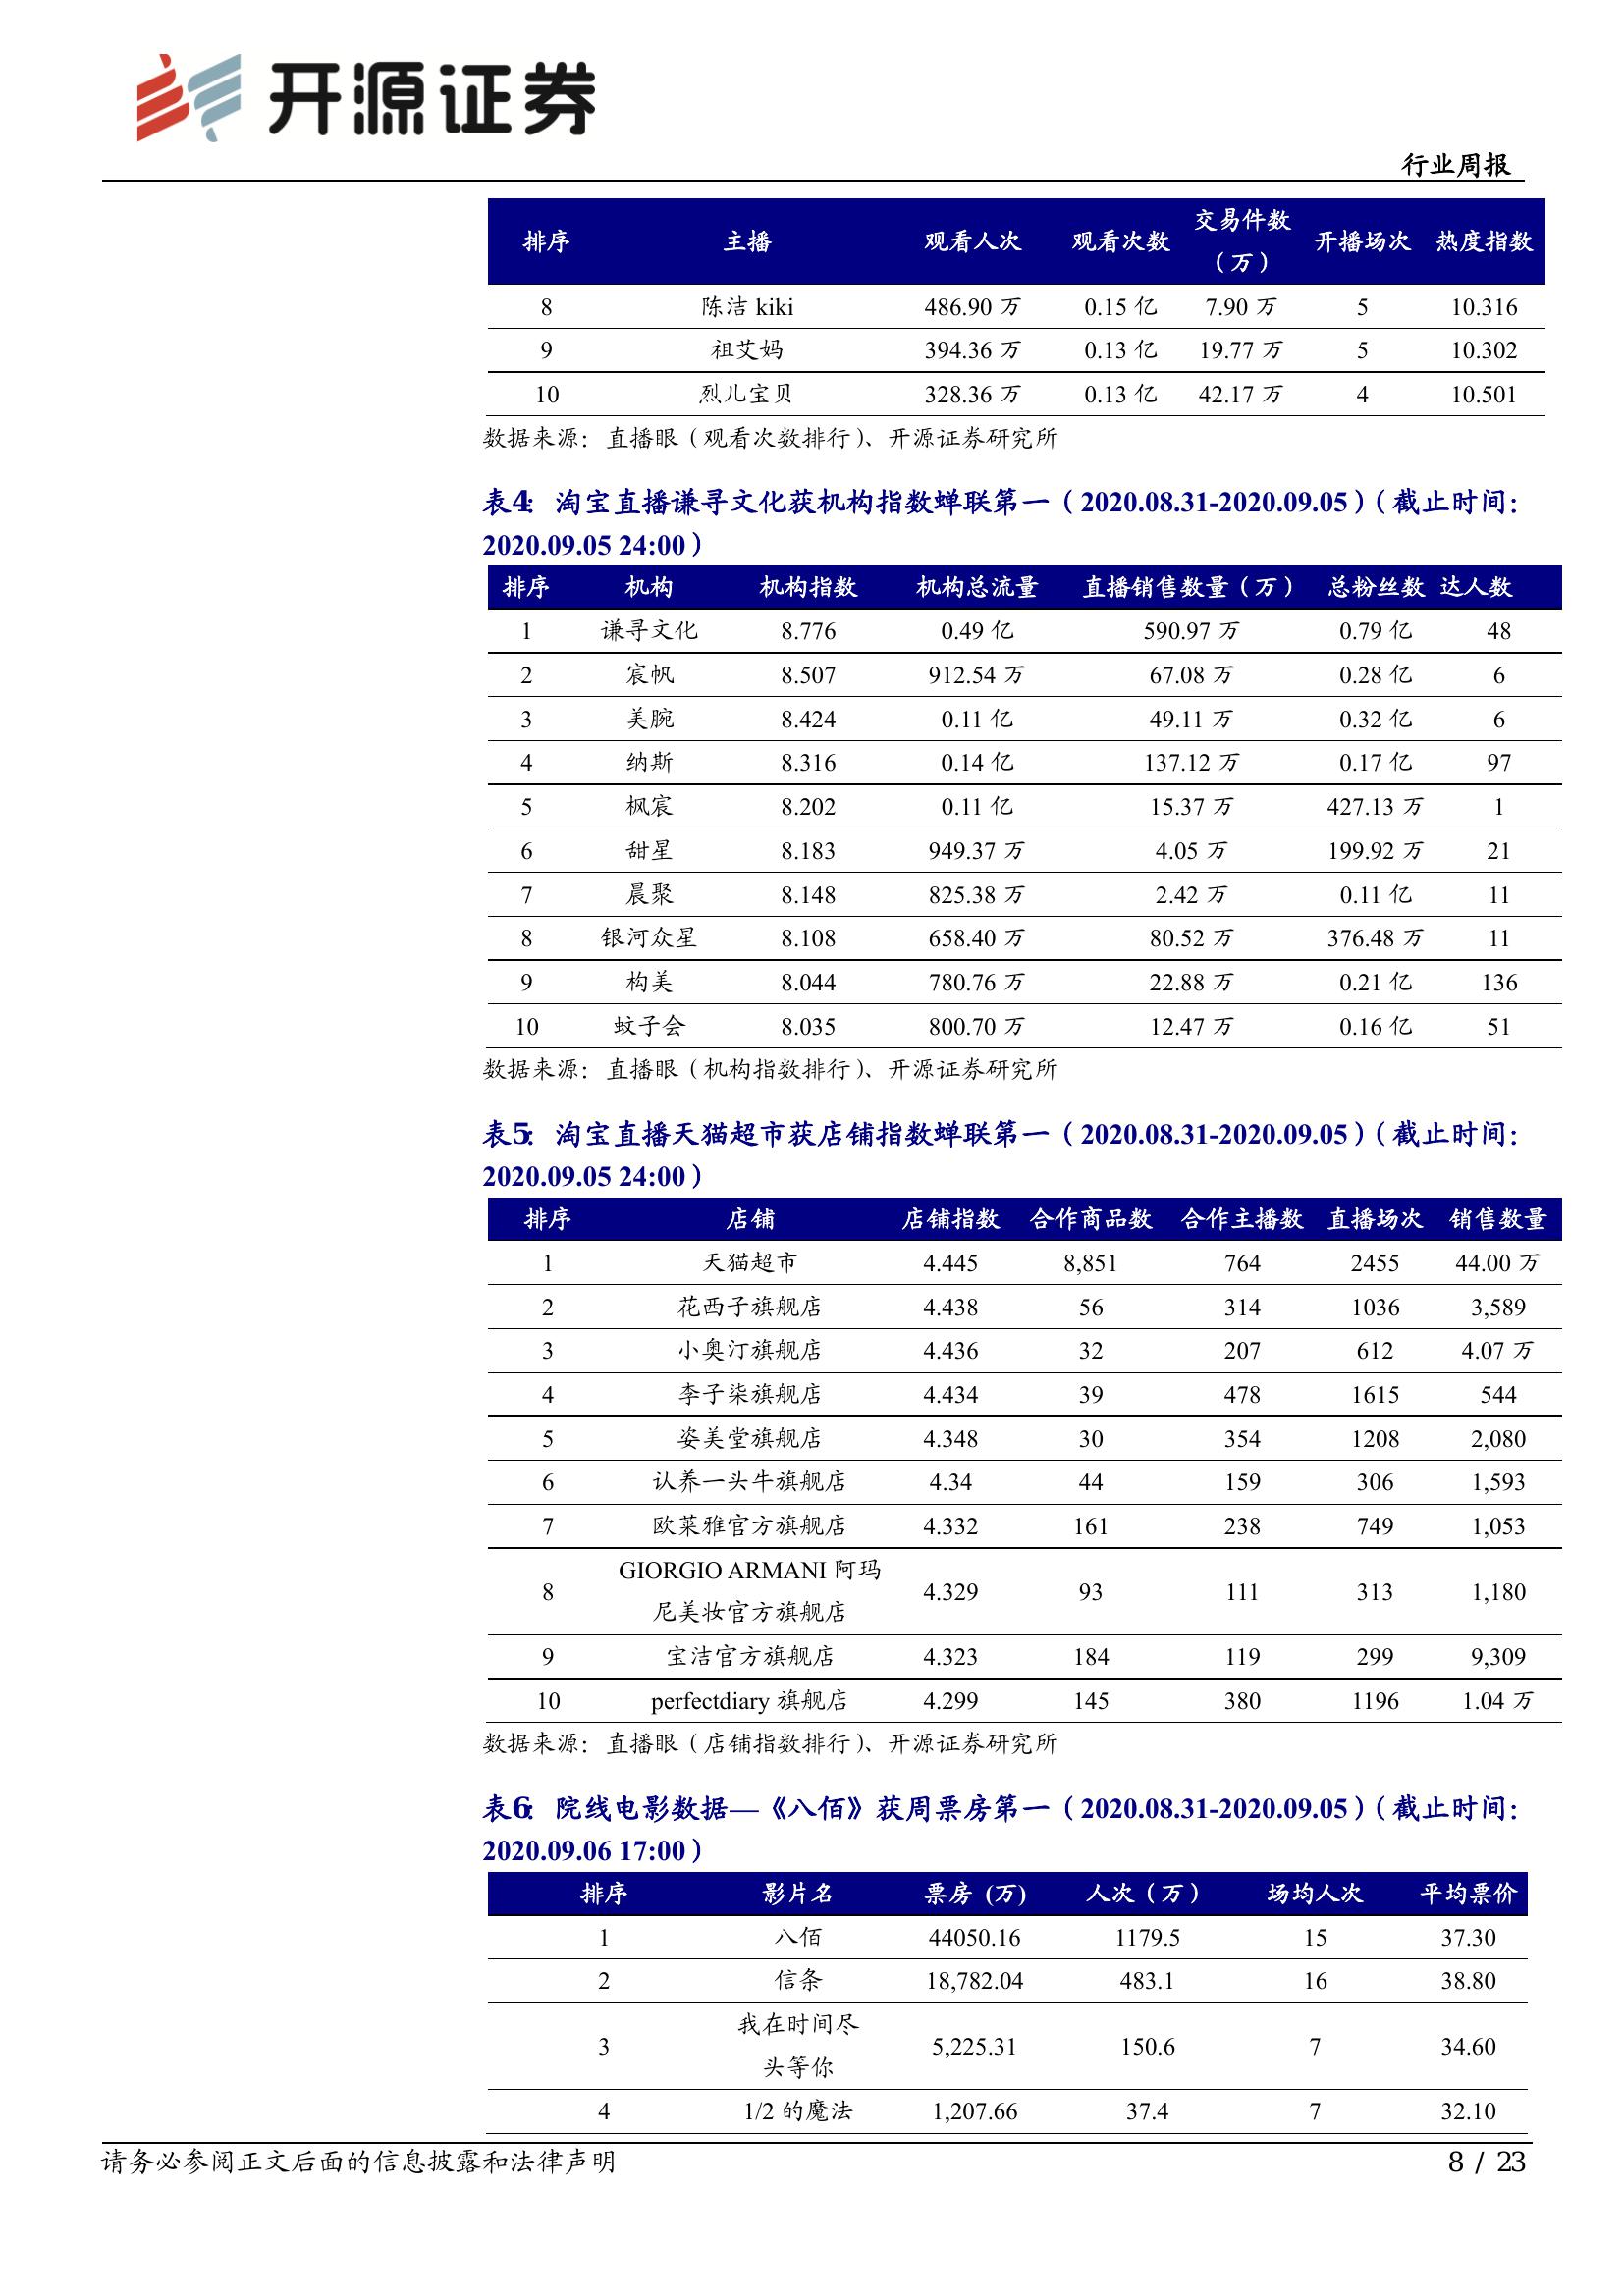 开源证券
行业周报
排序 主播 观看人次 观看次数 交易件数（万） 开播场次 热度指数
8 陈洁 kiki 486.90 万 0.15 亿 7.90 万 5 10.316
9 祖艾妈 394.36 万 0.13 亿 19.77 万 5 10.302
10 烈儿宝贝 328.36 万 0.13 亿 42.17 万 4 10.501
数据来源：直播眼（观看次数排行）、开源证券研究所
表4：淘宝直播谦寻文化获机构指数蝉联第一（2020.08.31-2020.09.05）（截止时间：
2020.09.05 24:00）
排序 机构 机构指数 机构总流量 直播销售数量（万） 总粉丝数 达人数
1 谦寻文化 8.776 0.49 亿 590.97 万 0.79 亿 48
2 宸帆 8.507 912.54 万 67.08 万 0.28 亿 6
3 美腕 8.424 0.11 亿 49.11 万 0.32 亿 6
4 纳斯 8.316 0.14 亿 137.12 万 0.17 亿 97
5 枫宸 8.202 0.11 亿 15.37 万 427.13 万 1
6 甜星 8.183 949.37 万 4.05 万 199.92 万 21
7 晨聚 8.148 825.38 万 2.42 万 0.11 亿 11
8 银河众星 8.108 658.40 万 80.52 万 376.48 万 11
9 构美 8.044 780.76 万 22.88 万 0.21 亿 136
10 蚊子会 8.035 800.70 万 12.47 万 0.16 亿 51
数据来源：直播眼（机构指数排行）、开源证券研究所
表5：淘宝直播天猫超市获店铺指数蝉联第一（2020.08.31-2020.09.05）（截止时间：
2020.09.05 24:00）
排序 店铺 店铺指数 合作商品数 合作主播数 直播场次 销售数量
1 天猫超市 4.445 8,851 764 2455 44.00 万
2 花西子旗舰店 4.438 56 314 1036 3,589
3 小奥汀旗舰店 4.436 32 207 612 4.07 万
4 李子柒旗舰店 4.434 39 478 1615 544
5 姿美堂旗舰店 4.348 30 354 1208 2,080
6 认养一头牛旗舰店 4.34 44 159 306 1,593
7 欧莱雅官方旗舰店 4.332 161 238 749 1,053
8 GIORGIO ARMANI 阿玛尼美妆官方旗舰店 4.329 93 111 313 1,180
9 宝洁官方旗舰店 4.323 184 119 299 9,309
10 perfectdiary 旗舰店 4.299 145 380 1196 1.04 万
数据来源：直播眼（店铺指数排行）、开源证券研究所
表6：院线电影数据—《八佰》获周票房第一（2020.08.31-2020.09.05）（截止时间：
2020.09.06 17:00）
排序 影片名 票房 (万) 人次（万） 场均人次 平均票价
1 八佰 44050.16 1179.5 15 37.30
2 信条 18,782.04 483.1 16 38.80
3 我在时间尽头等你 5,225.31 150.6 7 34.60
4 1/2 的魔法 1,207.66 37.4 7 32.10
请务必参阅正文后面的信息披露和法律声明
8 / 23